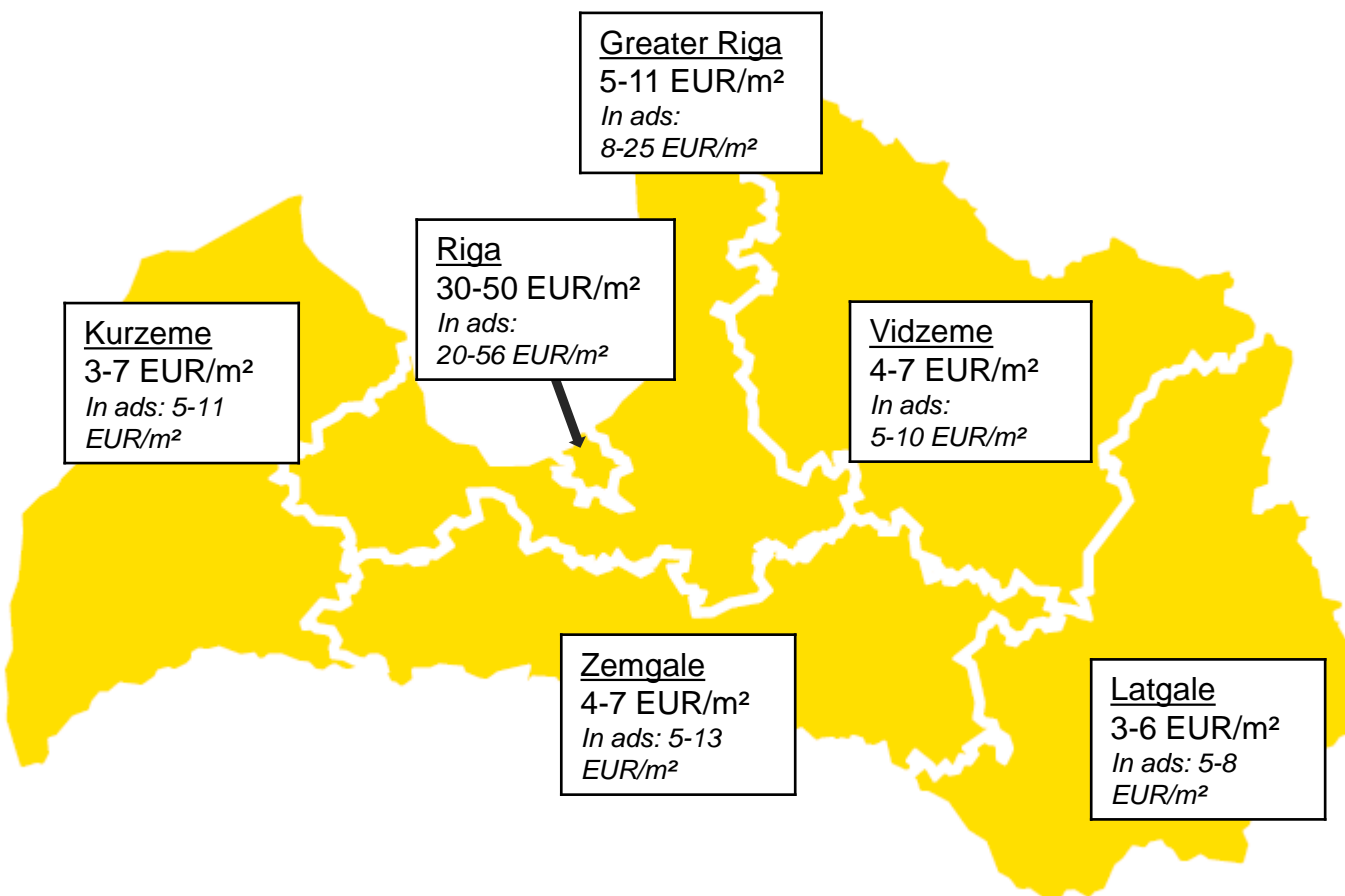 Greater Riga
5-11 EUR/m²
In ads:
8-25 EUR/m²
Riga
30-50 EUR/m²
In ads:
20-56 EUR/m²
Kurzeme
3-7 EUR/m²
In ads: 5-11
EUR/m²
Vidzeme
4-7 EUR/m²
In ads:
5-10 EUR/m²
Zemgale
4-7 EUR/m²
In ads: 5-13
EUR/m²
Latgale
3-6 EUR/m²
In ads: 5-8
EUR/m²